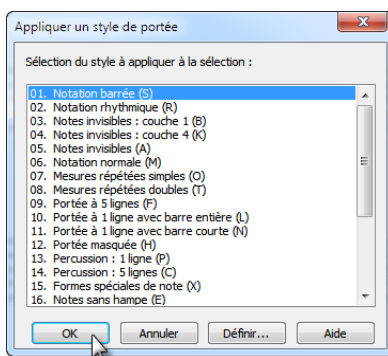 Appliquer un style de portée
Sélection du style à appliquer à la sélection :
01. Notation barrée (S)
02. Notation rhythmique (R)
03. Notes invisibles : couche 1 (B)
04. Notes invisibles : couche 4 (K)
05. Notes invisibles (A)
06. Notation normale (M)
07. Mesures répétées simples (O)
08. Mesures répétées doubles (T)
09. Portée à 5 lignes (F)
10. Portée à 1 ligne avec barre entière (L)
11. Portée à 1 ligne avec barre courte (N)
12. Portée masquée (H)
13. Percussion : 1 ligne (P)
14. Percussion : 5 lignes (C)
15. Formes spéciales de note (X)
16. Notes sans hampe (E)
OK Annuler Définir... Aide